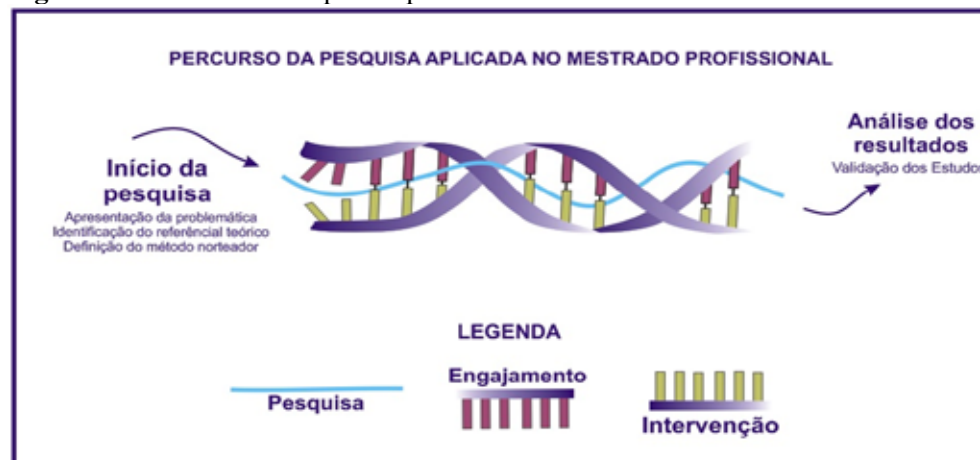 PERCURSO DA PESQUISA APLICADA NO MESTRADO PROFISSIONAL
Início da
pesquisa
Apresentação da problemática
Identificação do referêncial teórico
Definição do método norteador
Análise dos
resultados
Validação dos Estudo
LEGENDA
Pesquisa
Engajamento
Intervenção